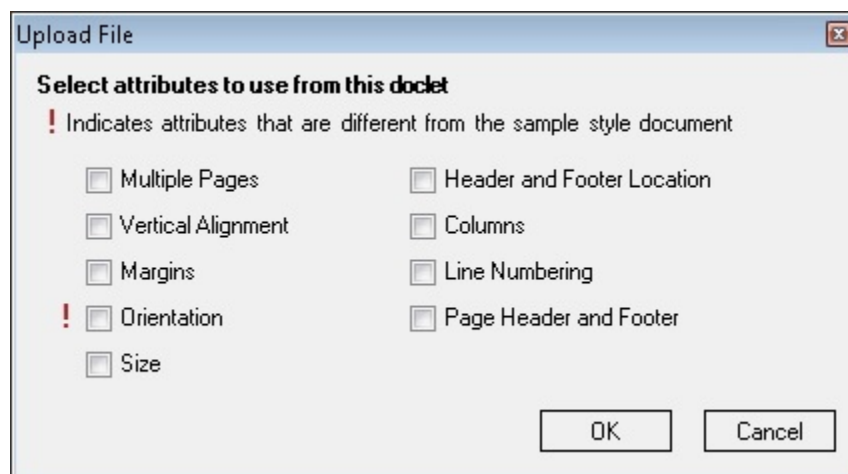 Upload File
Select attributes to use from this doclet
! Indicates attributes that are different from the sample style document
Multiple Pages
Header and Footer Location
Vertical Alignment
Columns
Margins
Line Numbering
! Orientation
Page Header and Footer
Size
OK
Cancel